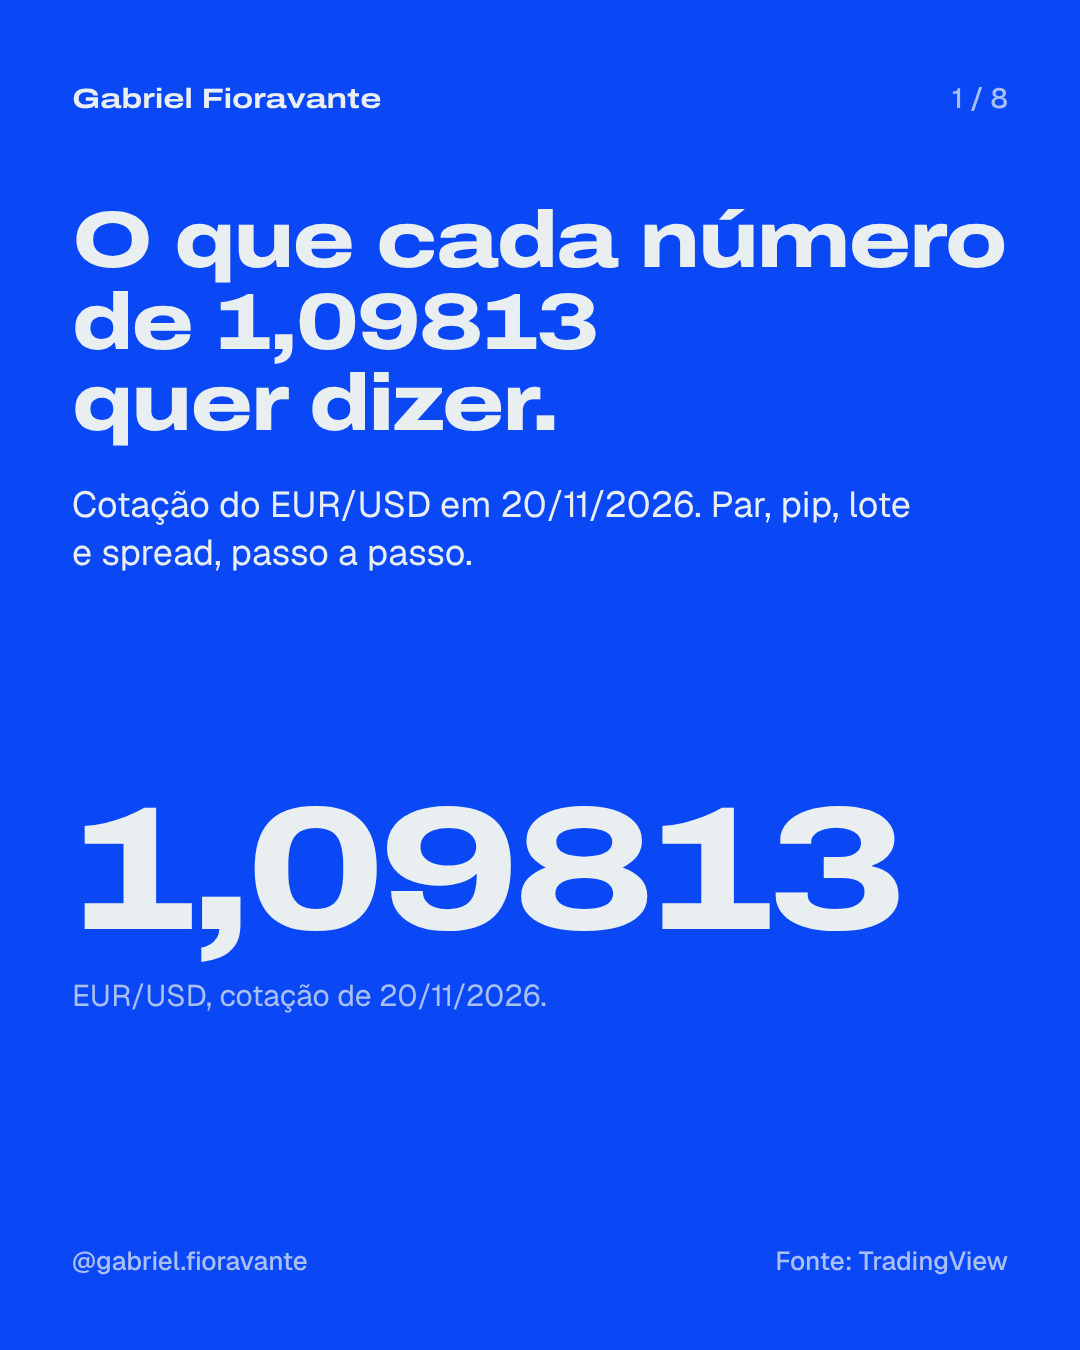 Gabriel Fioravante
1 / 8
O que cada número
de 1,09813
quer dizer.
Cotação do EUR/USD em 20/11/2026. Par, pip, lote
e spread, passo a passo.
1,09813
EUR/USD, cotação de 20/11/2026.
@gabriel.fioravante
Fonte: TradingView